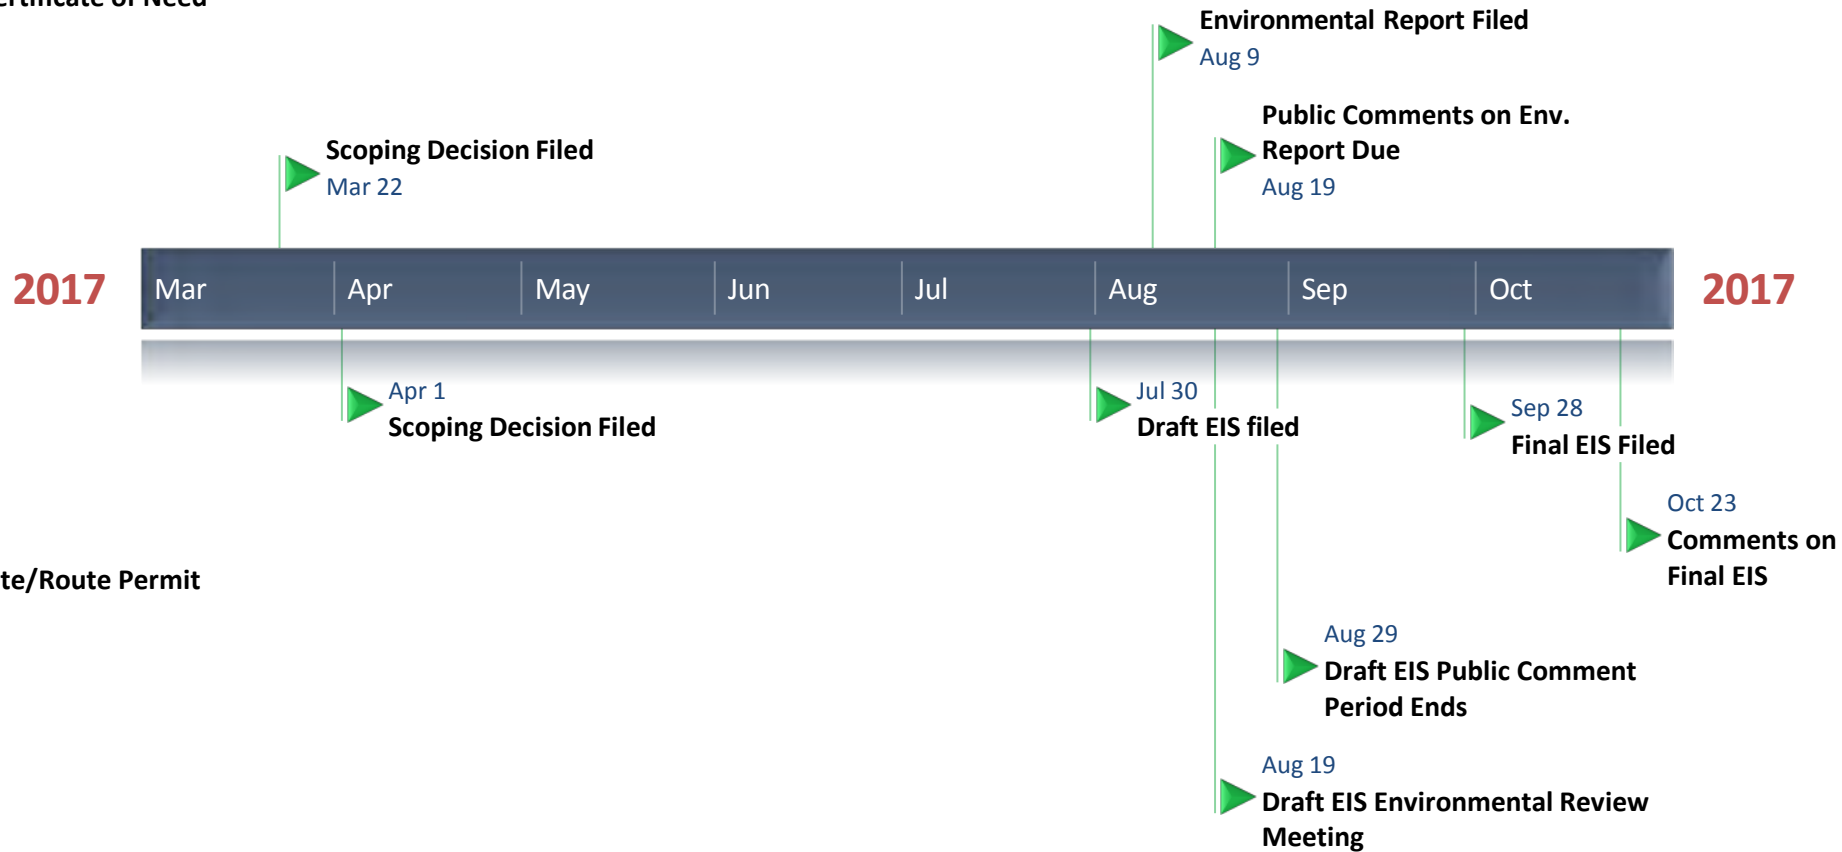 ertificate of Need
Environmental Report Filed
Aug 9
Public Comments on Env.
Report Due
Aug 19
Scoping Decision Filed
Mar 22
2017
Mar
Apr
May
Jun
Jul
Aug
Sep
Oct
2017
Apr 1
Scoping Decision Filed
Jul 30
Draft EIS filed
Sep 28
Final EIS Filed
Oct 23
Comments on
Final EIS
te/Route Permit
Aug 29
Draft EIS Public Comment
Period Ends
Aug 19
Draft EIS Environmental Review
Meeting